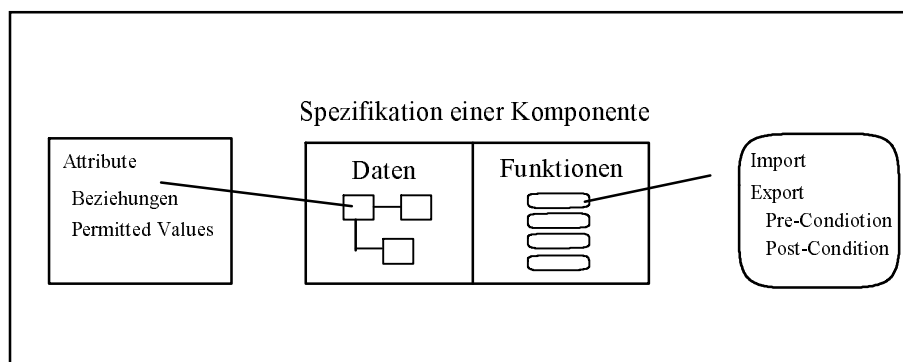 Spezifikation einer Komponente
Attribute
Beziehungen
Permitted Values
Daten
Funktionen
Import
Export
Pre-Condiotion
Post-Condition